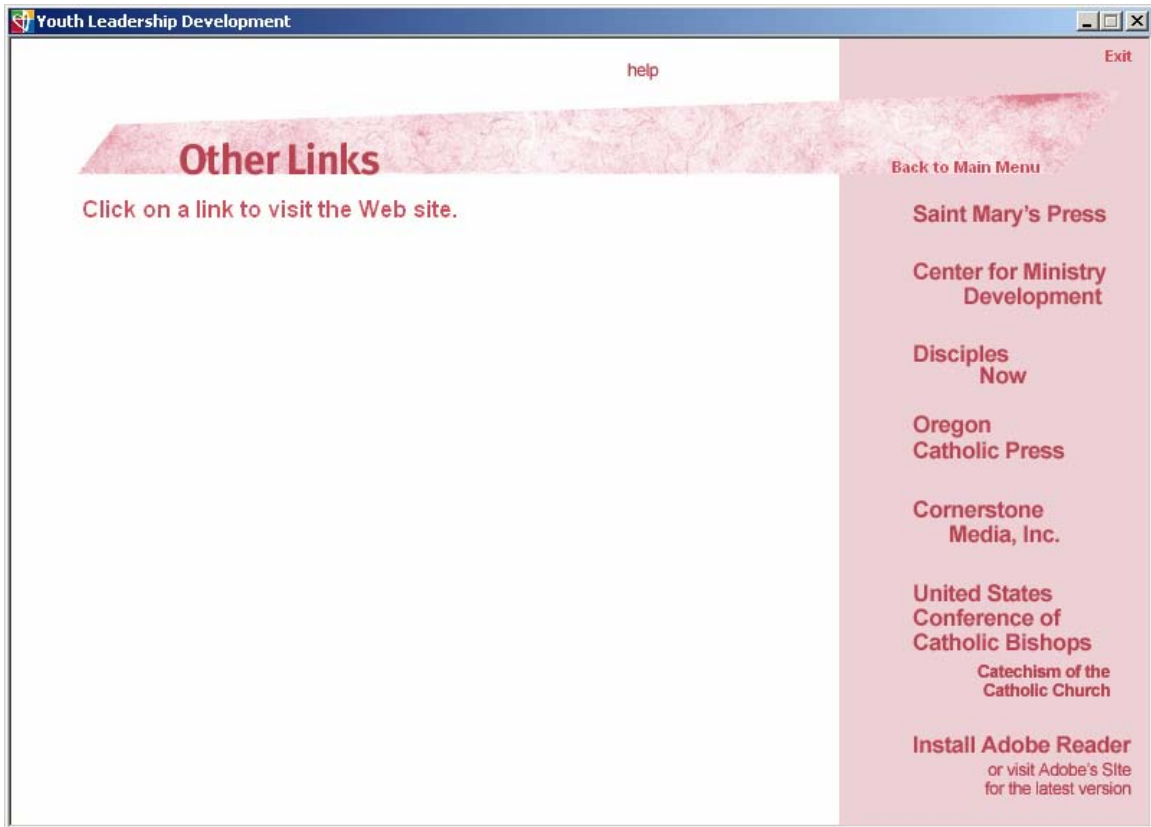 Youth Leadership Development
Exit
help
Other Links
Back to Main Menu
Click on a link to visit the Web site.
Saint Mary's Press
Center for Ministry
Development
Disciples
Now
Oregon
Catholic Press
Cornerstone
Media, Inc.
United States
Conference of
Catholic Bishops
Catechism of the
Catholic Church
Install Adobe Reader
or visit Adobe's SIte
for the latest version